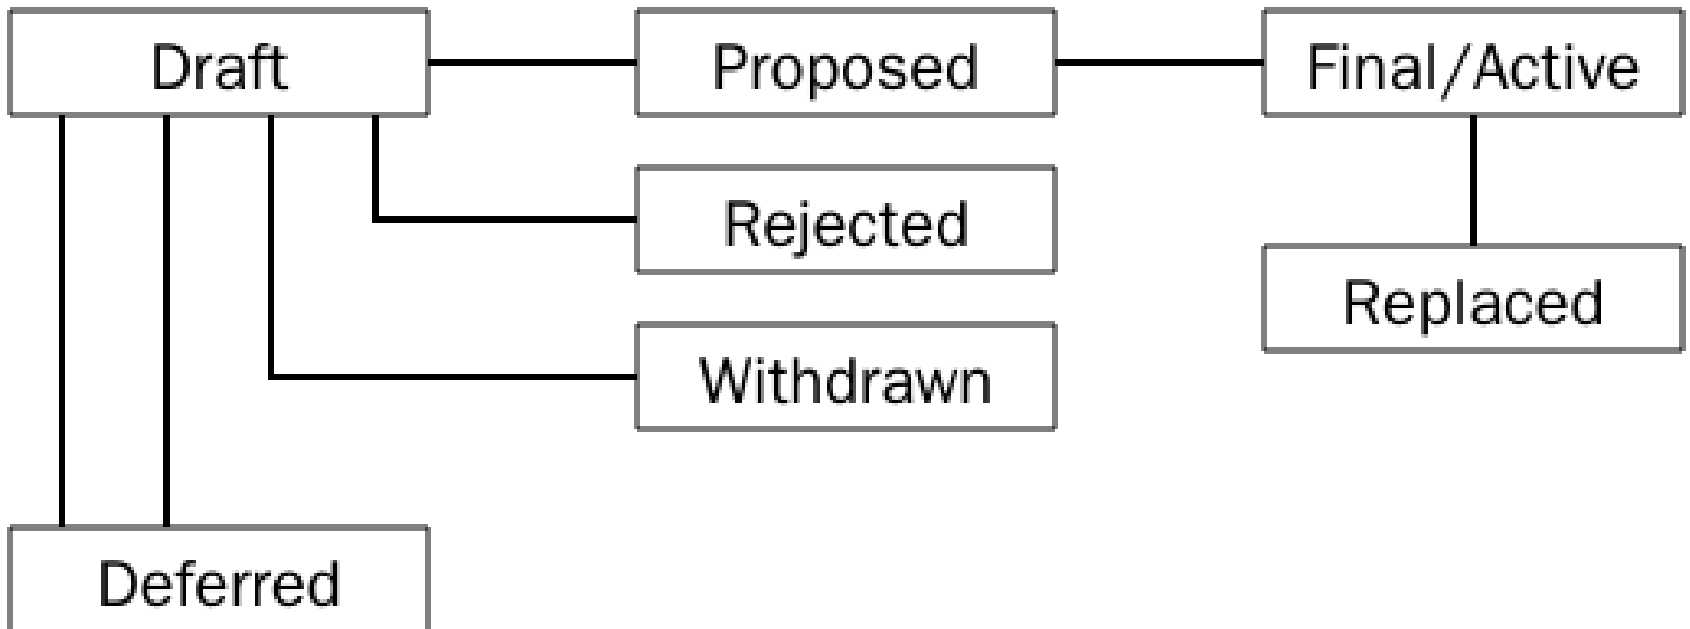 Draft
Proposed
Final/Active
Rejected
Replaced
Withdrawn
Deferred